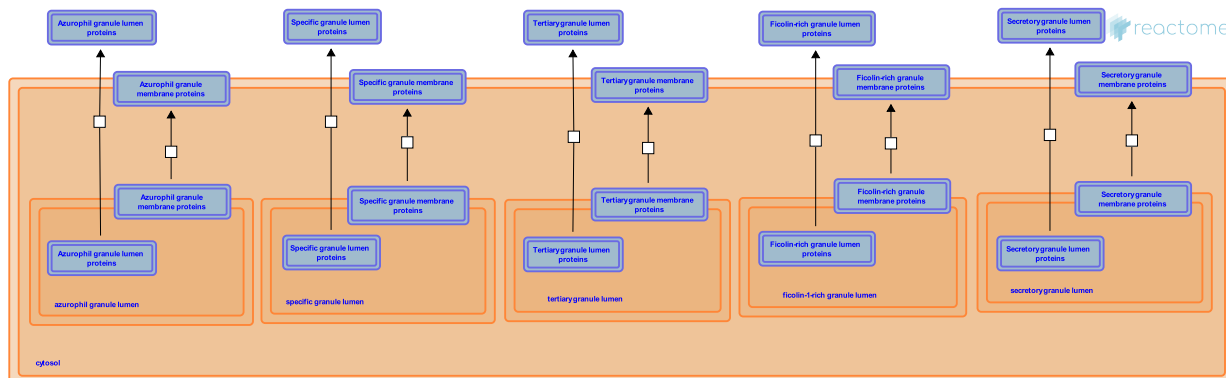 Azurophil granule lumen
proteins
Specific granule lumen
proteins
Tertiary granule lumen
proteins
Ficolin-rich granule lumen
proteins
Secretory granule lumen
proteins
reactome
Azurophil granule
membrane proteins
Specific granule membrane
proteins
Tertiary granule membrane
proteins
Ficolin-rich granule
membrane proteins
Secretory granule
membrane proteins
Azurophil granule
membrane proteins
Specific granule membrane
proteins
Tertiary granule membrane
proteins
Ficolin-rich granule
membrane proteins
Secretory granule
membrane proteins
Azurophil granule lumen
proteins
Specific granule lumen
proteins
Tertiary granule lumen
proteins
Ficolin-rich granule lumen
proteins
Secretory granule lumen
proteins
azurophil granule lumen
specific granule lumen
tertiary granule lumen
ficolin-1-rich granule lumen
secretory granule lumen
cytosol